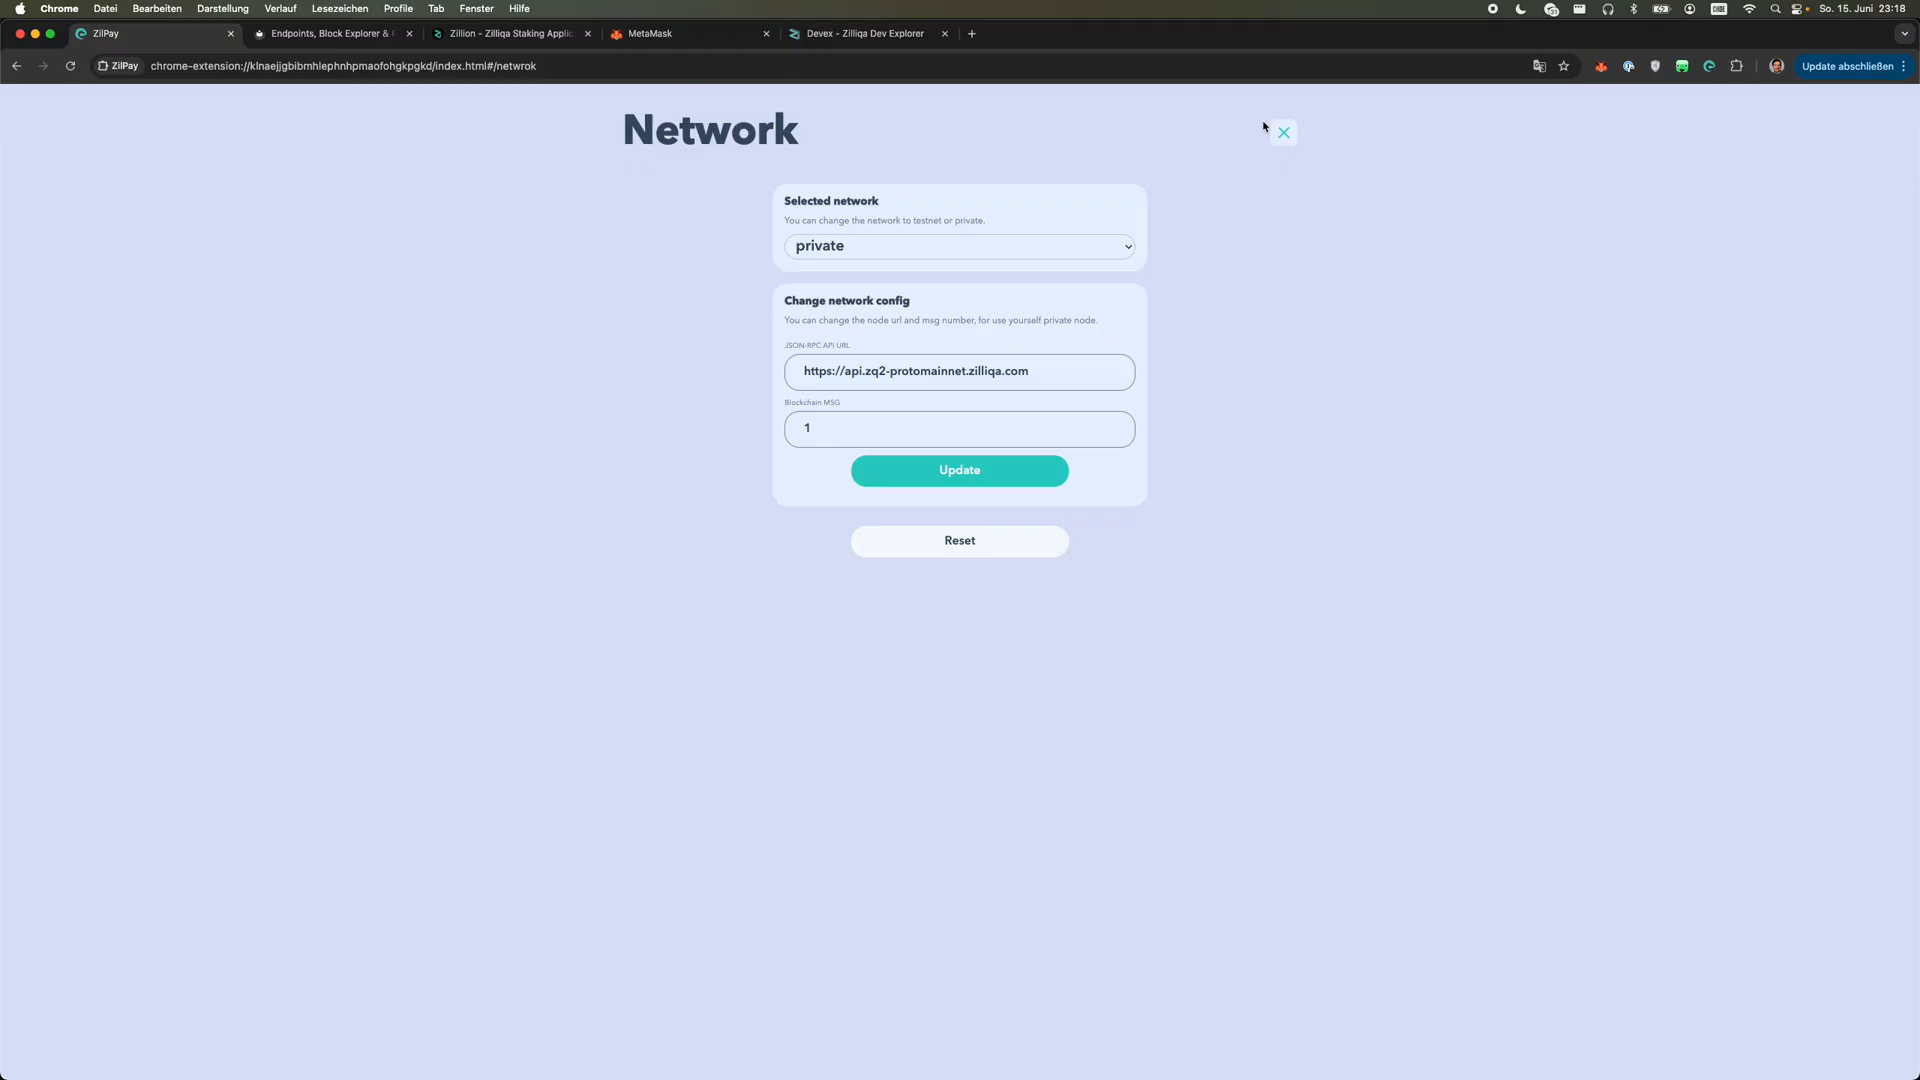 Chrome Datei Bearbeiten Darstellung Verlauf Lesezeichen Profile Tab Fenster Hilfe So. 15. Juni 23:18
ZilPay Endpoints, Block Explorer & Zillion - Zilliqa Staking Applic MetaMask Devex - Zilliqa Dev Explorer
ZilPay chrome-extension://klnaejjgbibmhlephnhpmaofohgkpgkd/index.html#/netwrok Update abschließen
Network
Selected network
You can change the network to testnet or private.
private
Change network config
You can change the node url and msg number, for use yourself private node.
JSON-RPC API URL
https://api.zq2-protomainnet.zilliqa.com
Blockchain MSG
1
Update
Reset